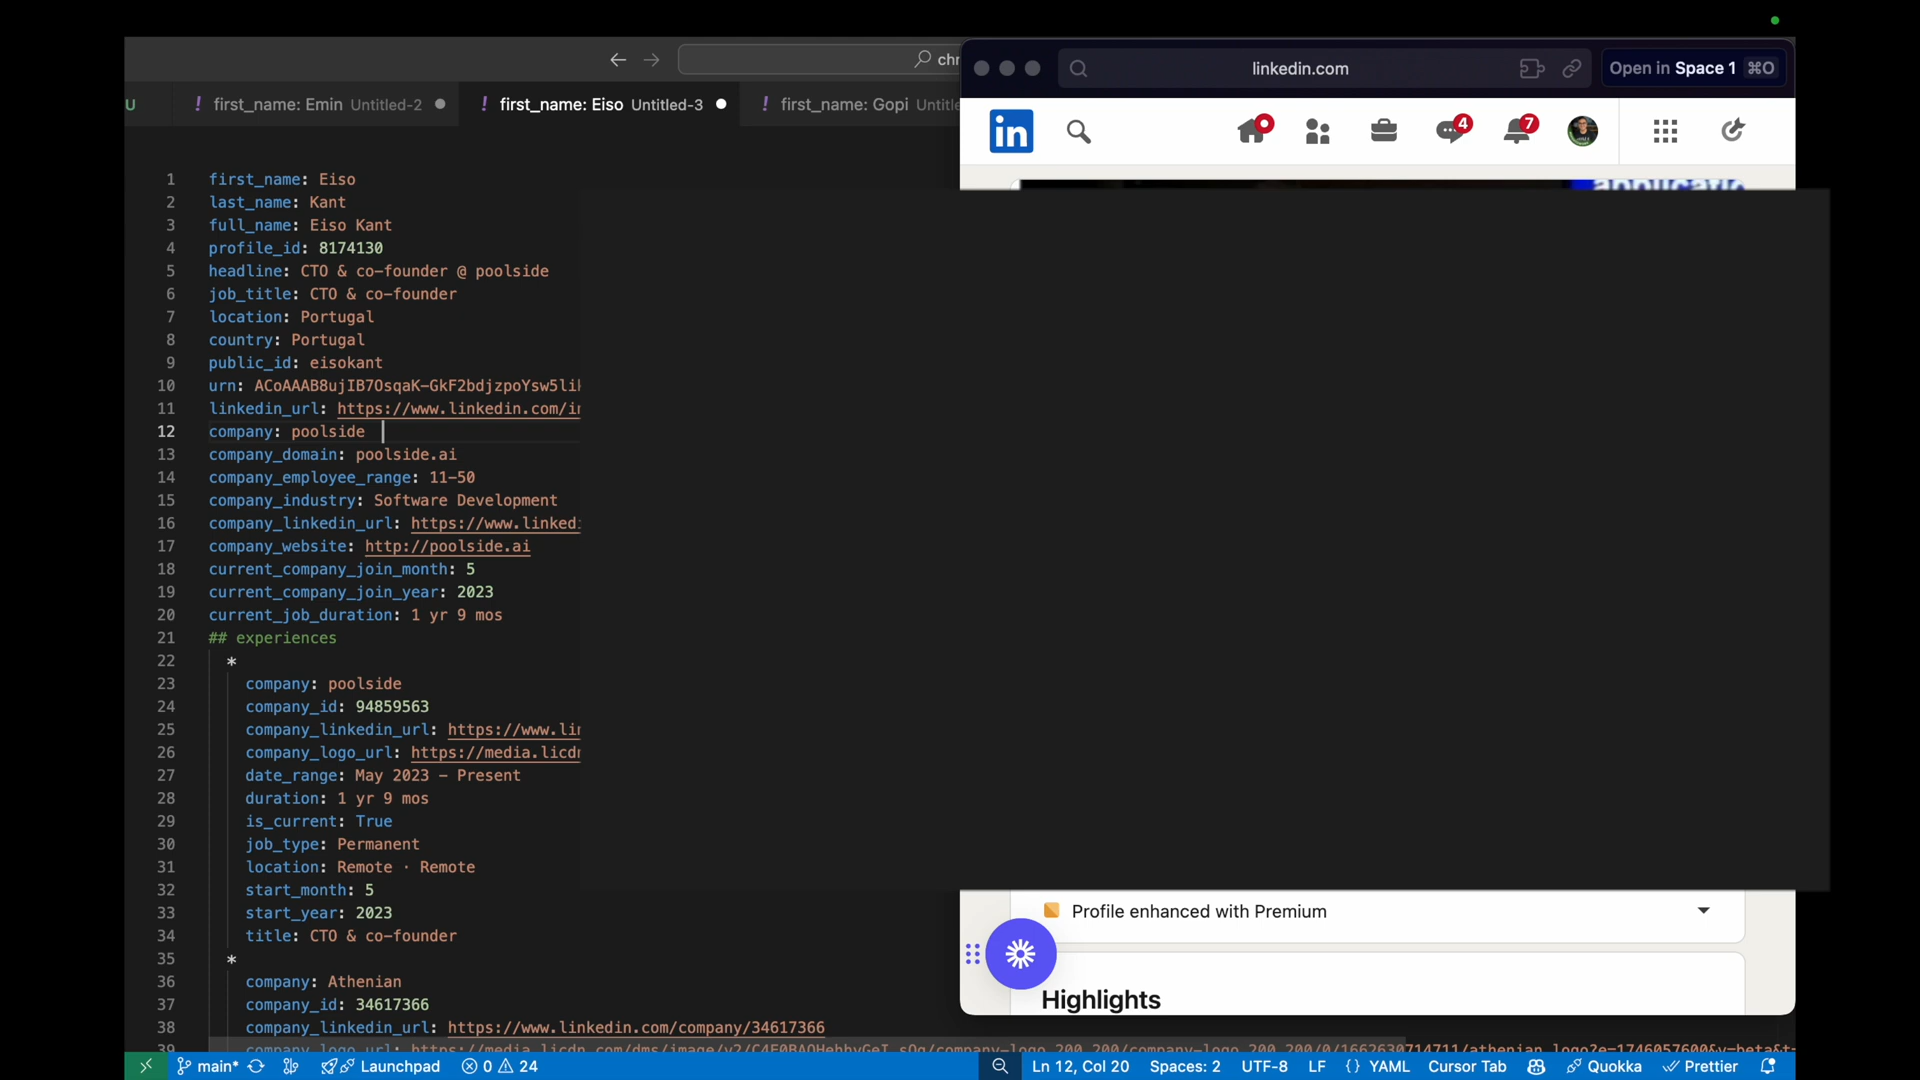 chr
linkedin.com
Open in Space 1 ⌘O
U
! first_name: Emin Untitled-2
! first_name: Eiso Untitled-3
! first_name: Gopi
in
4
7
1 first_name: Eiso
2 last_name: Kant
3 full_name: Eiso Kant
4 profile_id: 8174130
5 headline: CTO & co-founder @ poolside
6 job_title: CTO & co-founder
7 location: Portugal
8 country: Portugal
9 public_id: eisokant
10 urn:
11 linkedin_url: https://www.linkedin.com/in
12 company: poolside
13 company_domain: poolside.ai
14 company_employee_range: 11-50
15 company_industry: Software Development
16 company_linkedin_url: https://www.linked
17 company_website: http://poolside.ai
18 current_company_join_month: 5
19 current_company_join_year: 2023
20 current_job_duration: 1 yr 9 mos
21 ## experiences
22 *
23 company: poolside
24 company_id: 94859563
25 company_linkedin_url: https://www.lin
26 company_logo_url: https://media.licdn
27 date_range: May 2023 - Present
28 duration: 1 yr 9 mos
29 is_current: True
30 job_type: Permanent
31 location: Remote · Remote
32 start_month: 5
33 start_year: 2023
34 title: CTO & co-founder
35 *
36 company: Athenian
37 company_id: 34617366
38 company_linkedin_url: https://www.linkedin.com/company/34617366
39
Profile enhanced with Premium
Highlights
main* Launchpad 0 24 Ln 12, Col 20 Spaces: 2 UTF-8 LF {} YAML Cursor Tab Quokka Prettier